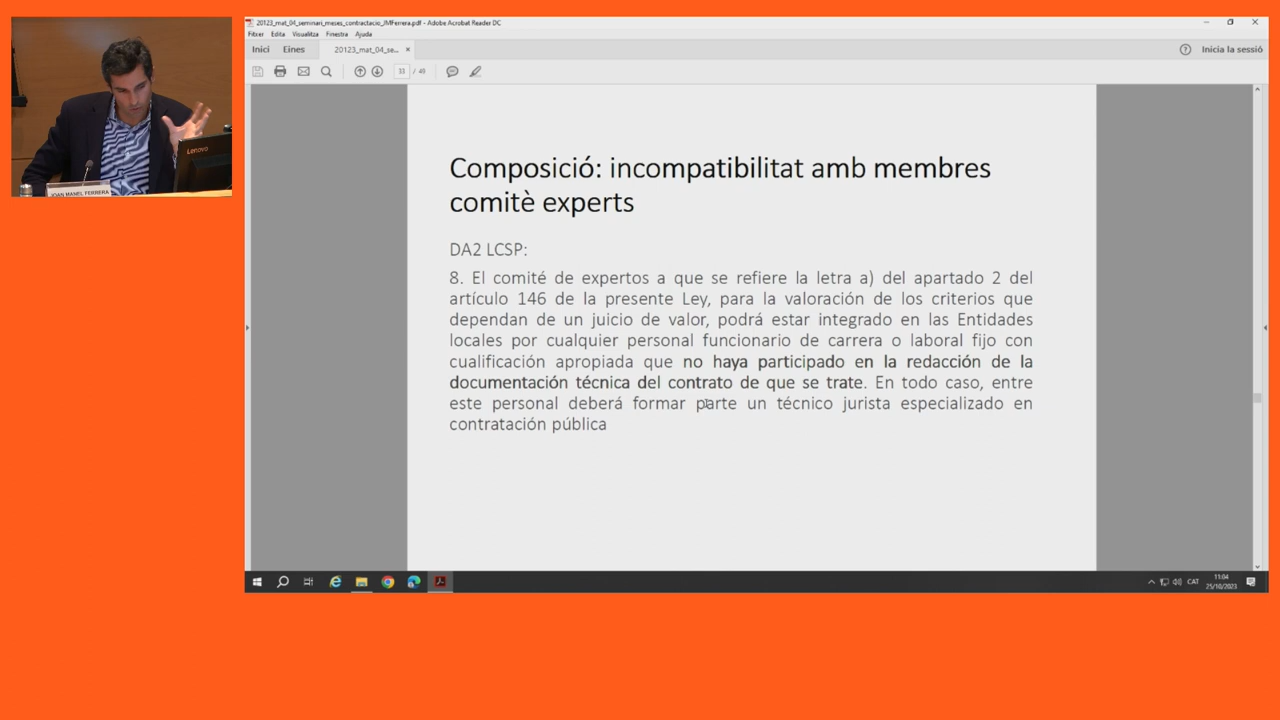 20123_mat_04_seminari_meses_contractacio_JMFerrera.pdf - Adobe Acrobat Reader DC
Fitxer Edita Visualitza Finestra Ajuda
Inici Eines 20123_mat_04_se... Inicia la sessió
33 / 49
Lenovo
JOAN MANEL FERRERA
Composició: incompatibilitat amb membres
comitè experts
DA2 LCSP:
8. El comité de expertos a que se refiere la letra a) del apartado 2 del
artículo 146 de la presente Ley, para la valoración de los criterios que
dependan de un juicio de valor, podrá estar integrado en las Entidades
locales por cualquier personal funcionario de carrera o laboral fijo con
cualificación apropiada que no haya participado en la redacción de la
documentación técnica del contrato de que se trate. En todo caso, entre
este personal deberá formar parte un técnico jurista especializado en
contratación pública
CAT
11:04
25/10/2023